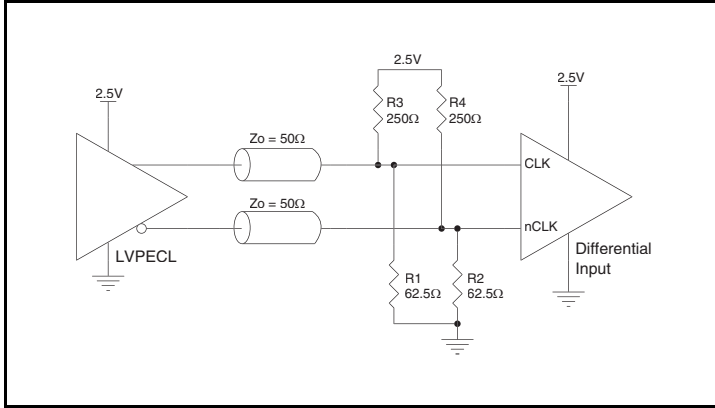 2.5V
2.5V
2.5V
R3
250Ω
R4
250Ω
Zo = 50Ω
CLK
Zo = 50Ω
nCLK
LVPECL
Differential
Input
R1
62.5Ω
R2
62.5Ω